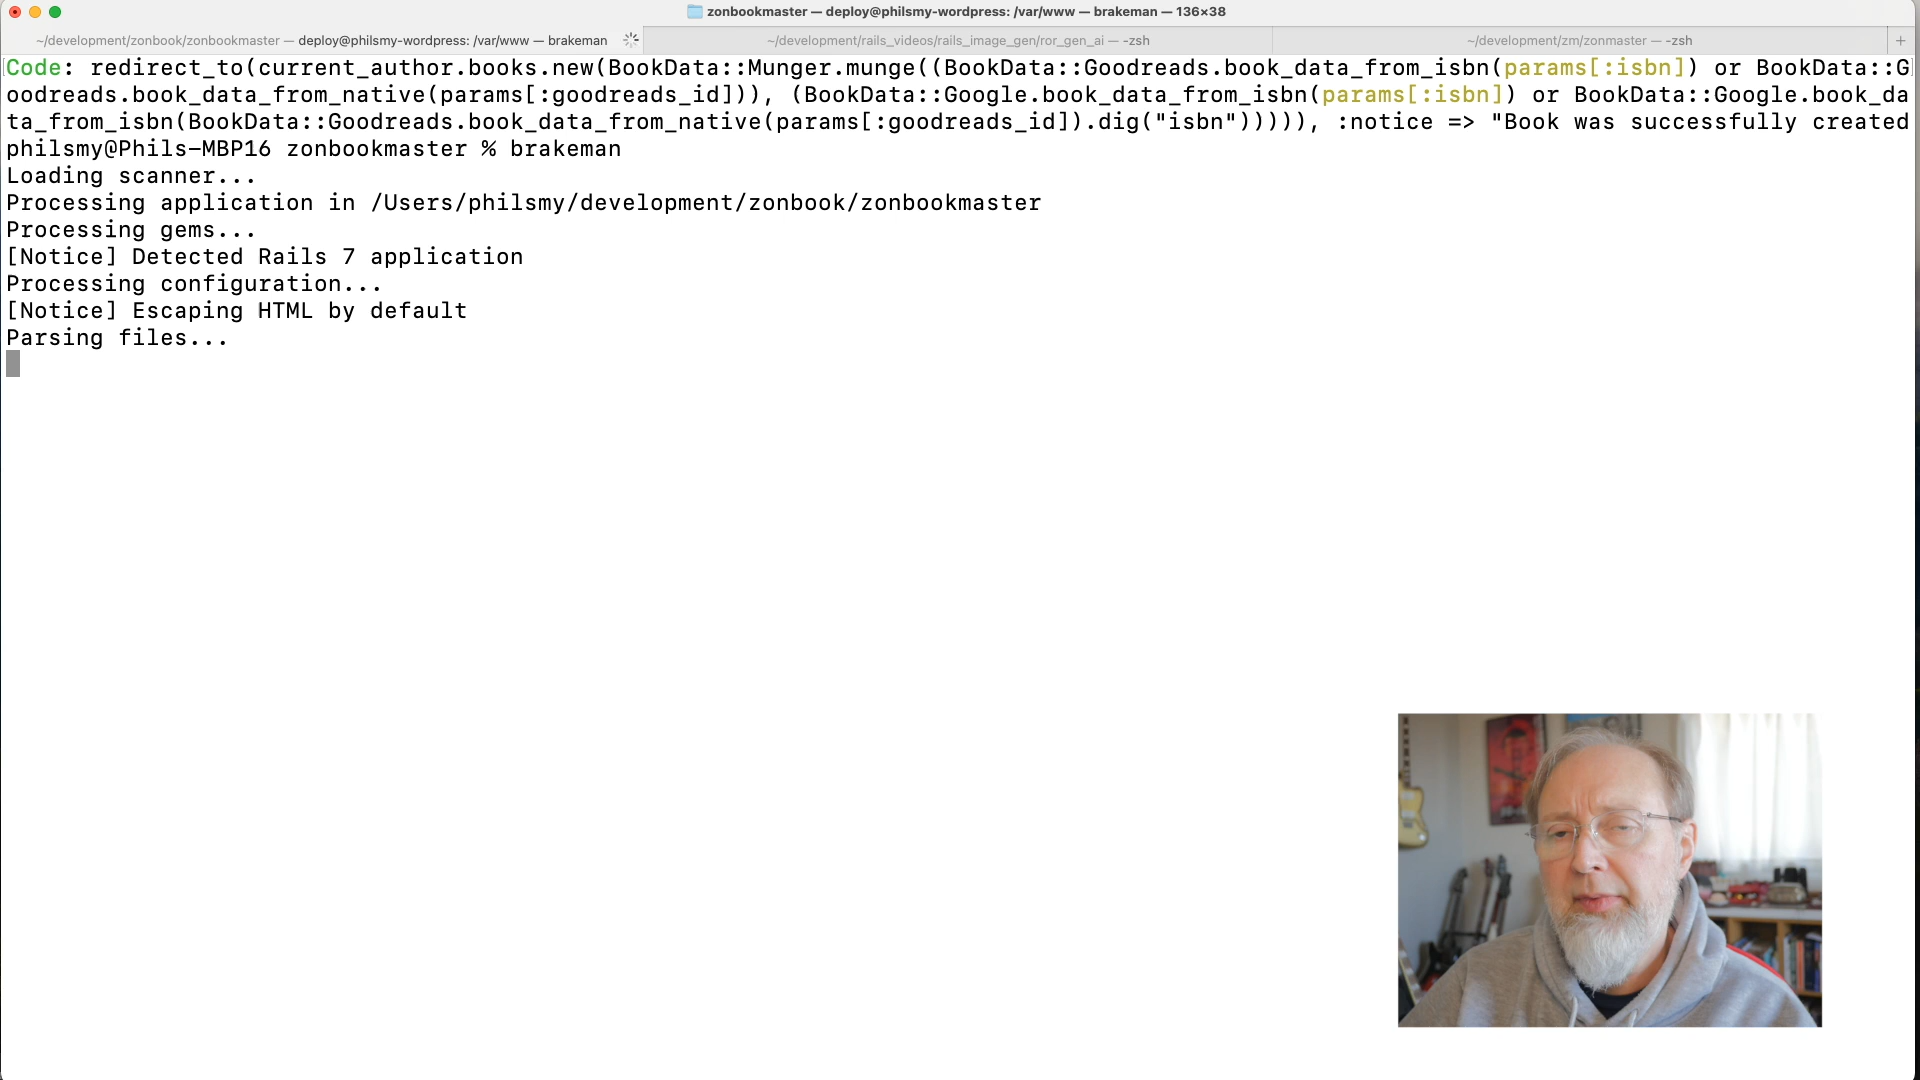 zonbookmaster — deploy@philsmy-wordpress: /var/www — brakeman — 136×38
~/development/zonbook/zonbookmaster — deploy@philsmy-wordpress: /var/www — brakeman
~/development/rails_videos/rails_image_gen/ror_gen_ai — -zsh
~/development/zm/zonmaster — -zsh
+
Code: redirect_to(current_author.books.new(BookData::Munger.munge((BookData::Goodreads.book_data_from_isbn(params[:isbn]) or BookData::G
oodreads.book_data_from_native(params[:goodreads_id])), (BookData::Google.book_data_from_isbn(params[:isbn]) or BookData::Google.book_da
ta_from_isbn(BookData::Goodreads.book_data_from_native(params[:goodreads_id]).dig("isbn"))))), :notice => "Book was successfully created
philsmy@Phils-MBP16 zonbookmaster % brakeman
Loading scanner...
Processing application in /Users/philsmy/development/zonbook/zonbookmaster
Processing gems...
[Notice] Detected Rails 7 application
Processing configuration...
[Notice] Escaping HTML by default
Parsing files...